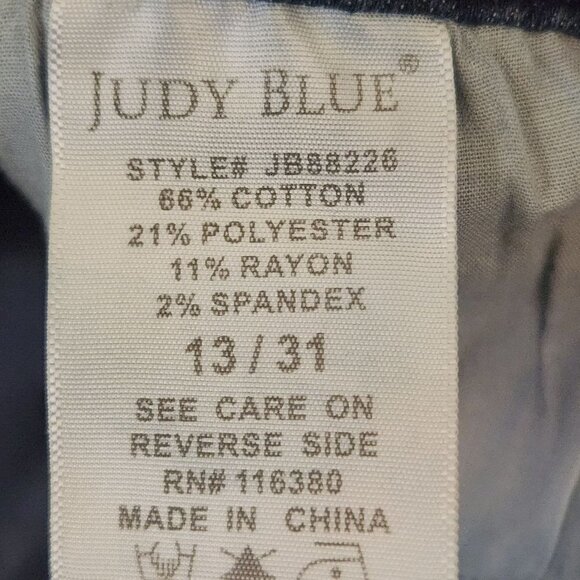 JUDY BLUE®
STYLE# JB88226
66% COTTON
21% POLYESTER
11% RAYON
2% SPANDEX
13 / 31
SEE CARE ON
REVERSE SIDE
RN# 116380
MADE IN CHINA